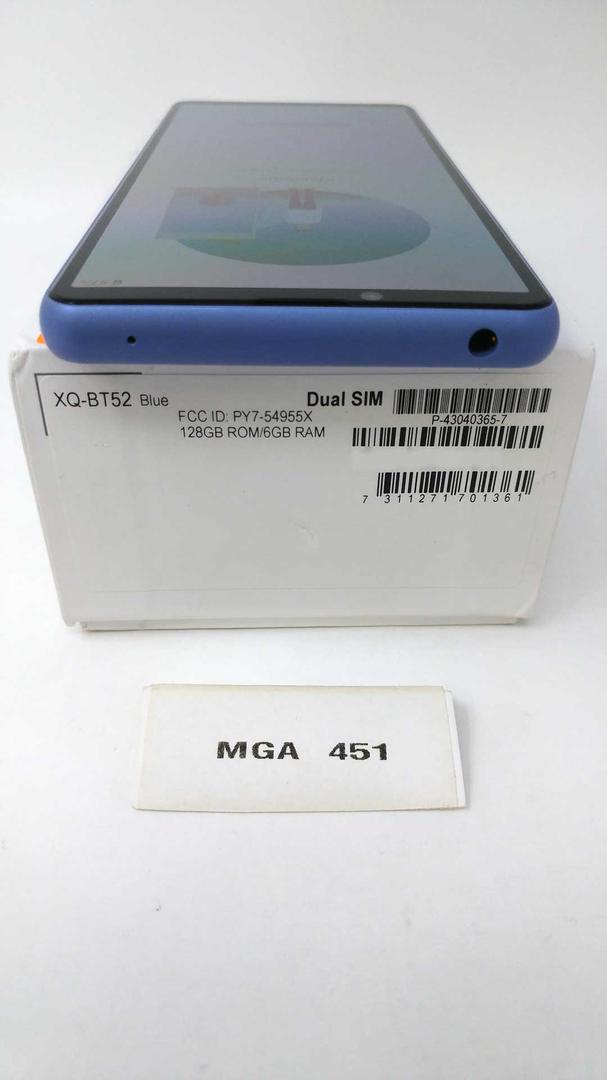 XQ-BT52 Blue
Dual SIM
FCC ID: PY7-54955X
P-43040365-7
128GB ROM/6GB RAM
7 311271 701361
MGA 451